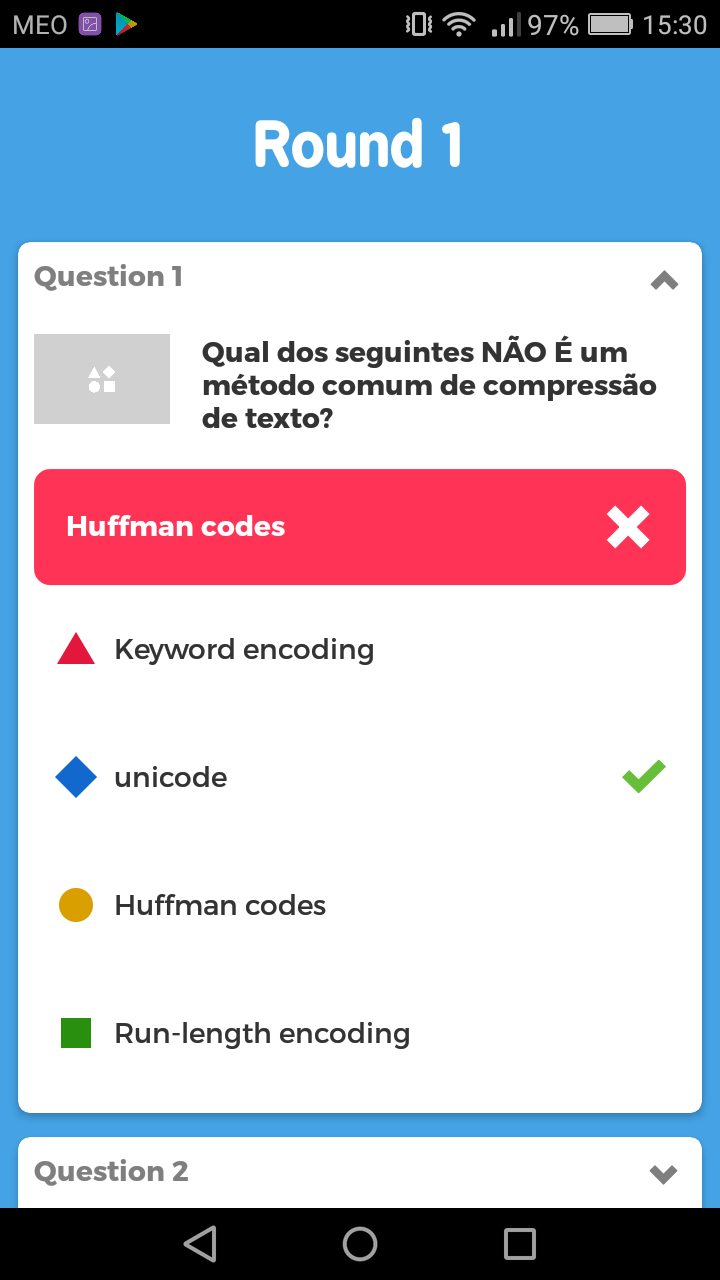 MEO 97% 15:30
Round 1
Question 1
Qual dos seguintes NÃO É um
método comum de compressão
de texto?
Huffman codes
Keyword encoding
unicode
Huffman codes
Run-length encoding
Question 2